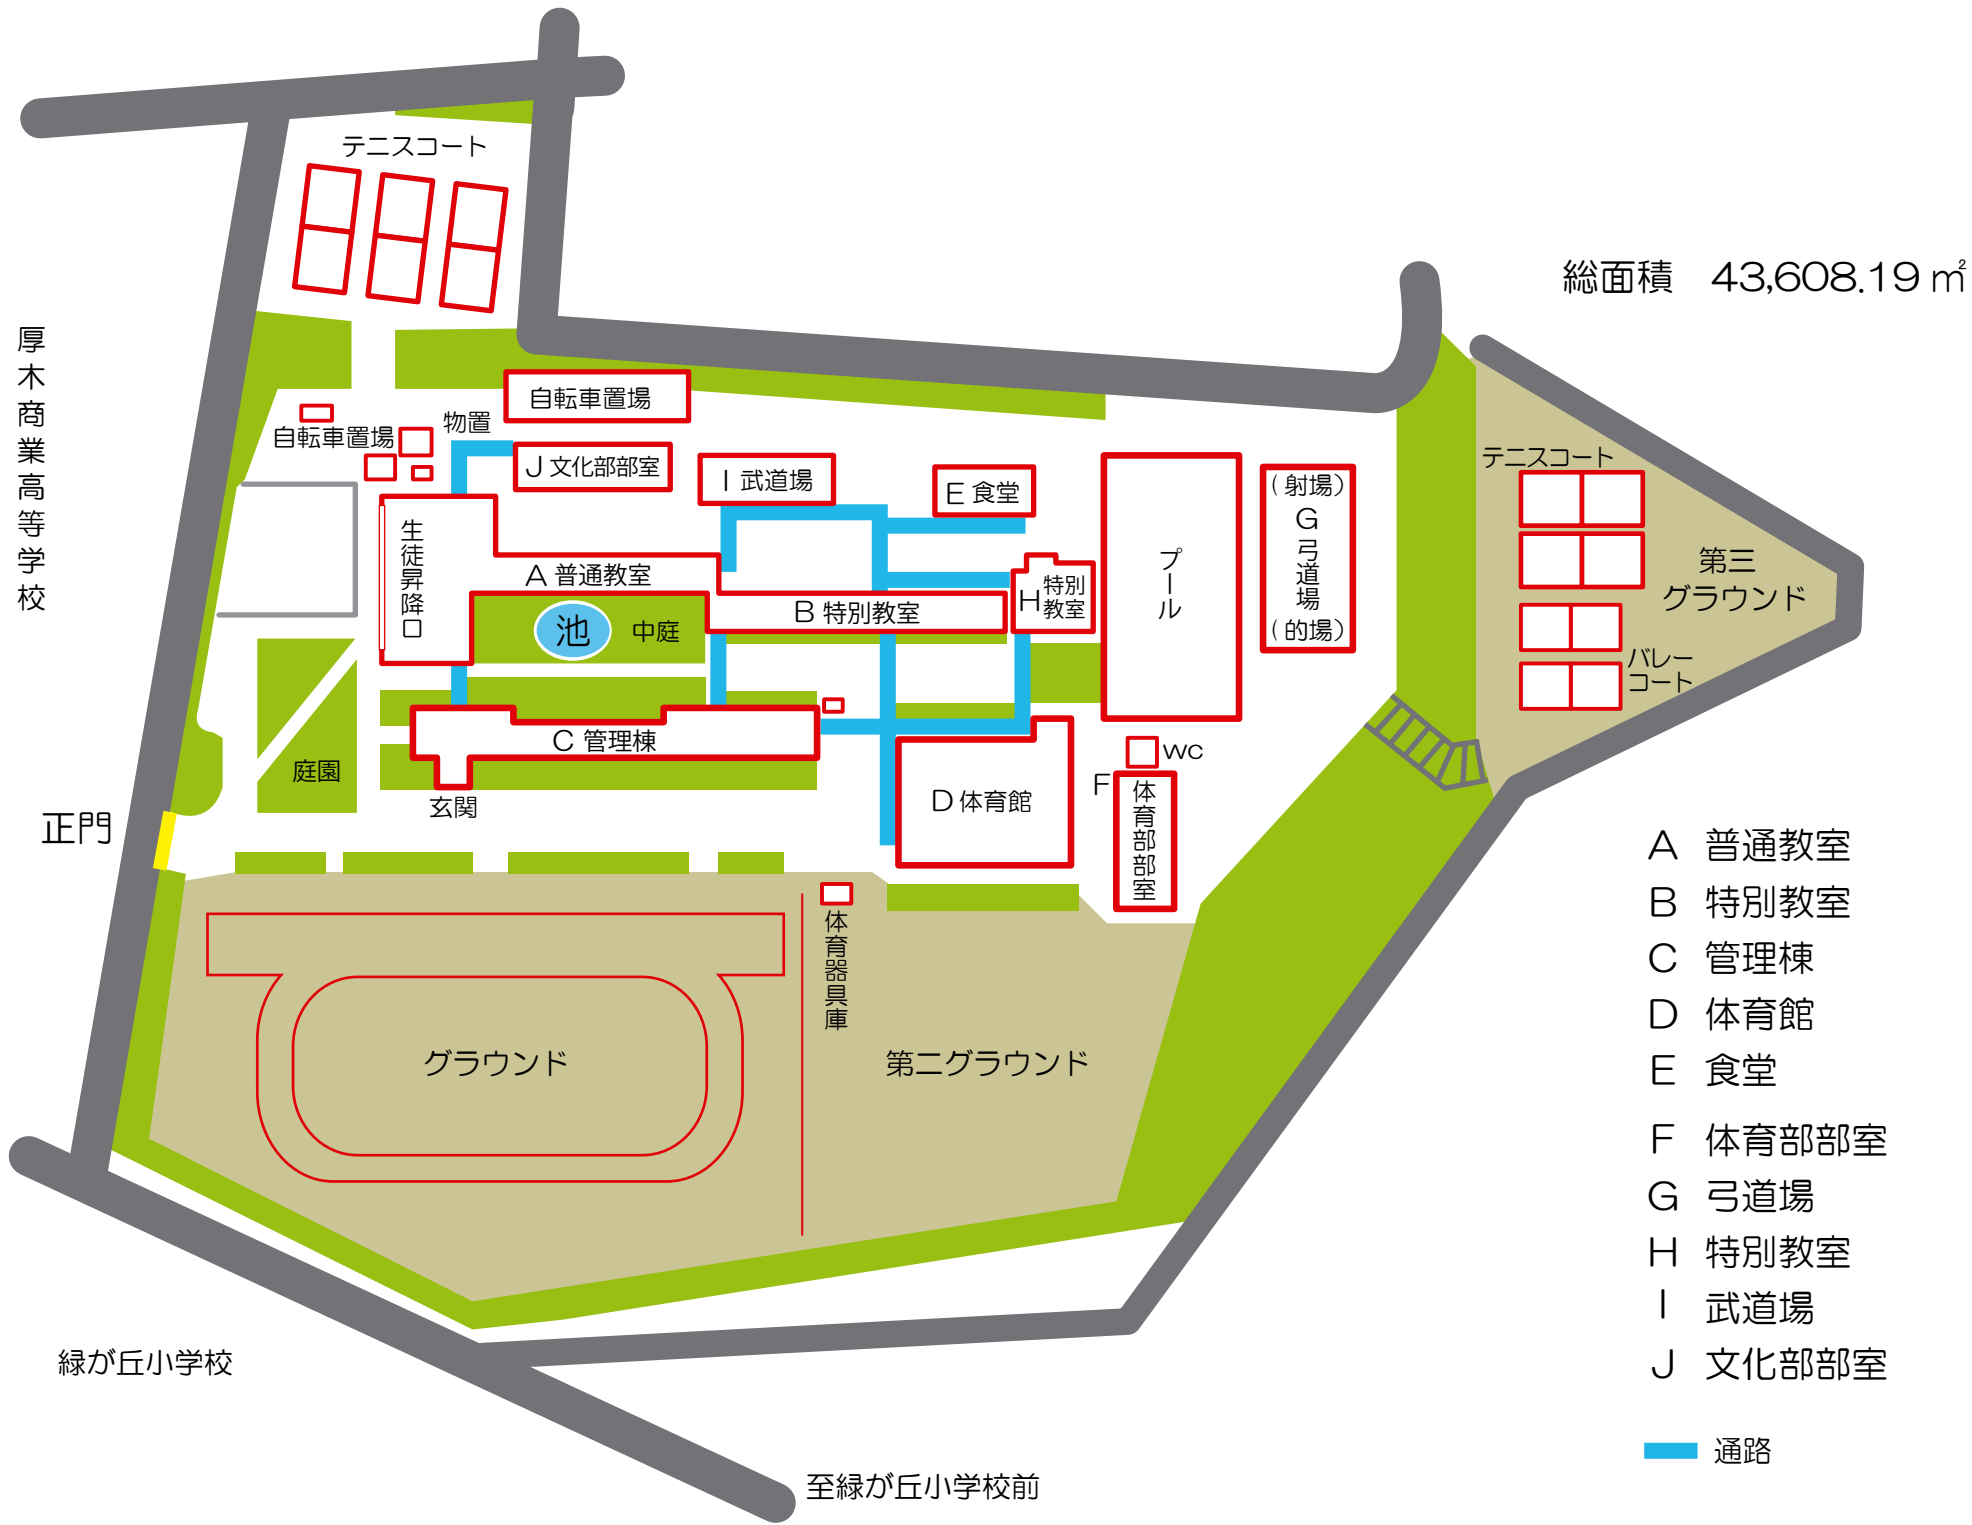 テニスコート
総面積　43,608.19㎡
厚木商業高等学校
自転車置場
物置
自転車置場
J 文化部部室
I 武道場
E 食堂
(射場)
G
弓道場
(的場)
テニスコート
第三
グラウンド
生徒昇降口
A 普通教室
B 特別教室
H 特別
教室
プール
池
中庭
バレー
コート
C 管理棟
庭園
玄関
D 体育館
WC
F
体育部部室
正門
体育器具庫
グラウンド
第二グラウンド
A 普通教室
B 特別教室
C 管理棟
D 体育館
E 食堂
F 体育部部室
G 弓道場
H 特別教室
I 武道場
J 文化部部室
通路
緑が丘小学校
至緑が丘小学校前